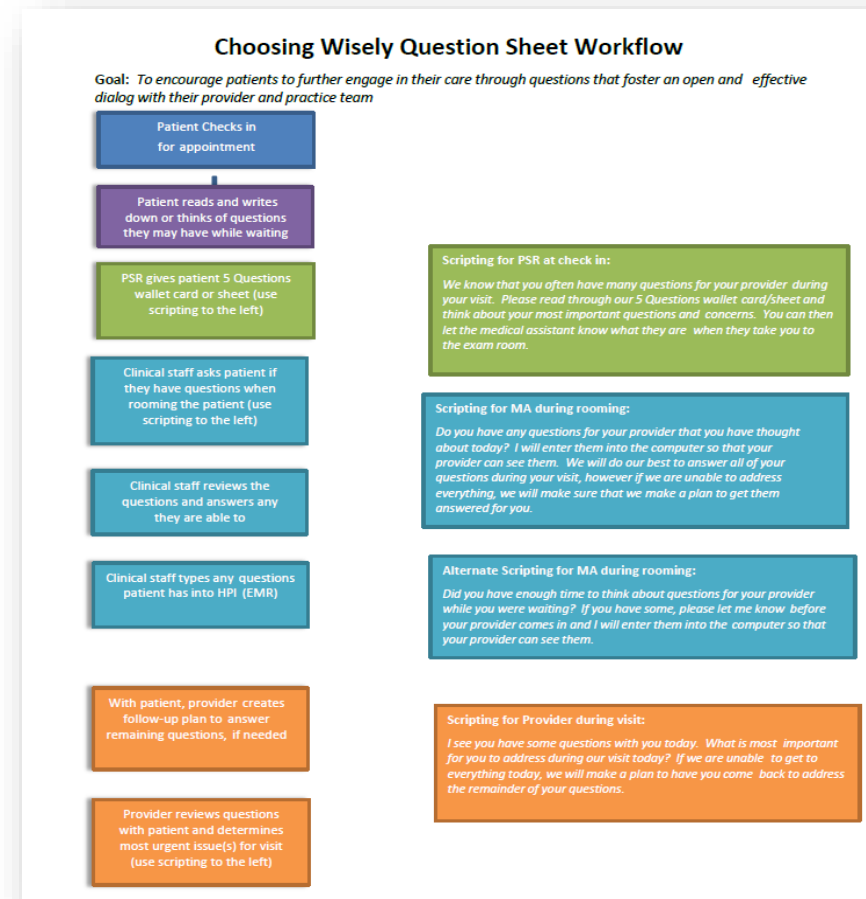 Choosing Wisely Question Sheet Workflow
Goal: To encourage patients to further engage in their care through questions that foster an open and effective
dialog with their provider and practice team
Patient Checks in
for appointment
Patient reads and writes
down or thinks of questions
they may have while waiting
PSR gives patient 5 Questions
wallet card or sheet (use
scripting to the left)
Scripting for PSR at check in:
We know that you often have many questions for your provider during
your visit. Please read through our 5 Questions wallet card/sheet and
think about your most important questions and concerns. You can then
let the medical assistant know what they are when they take you to
the exam room.
Clinical staff asks patient if
they have questions when
rooming the patient (use
scripting to the left)
Scripting for MA during rooming:
Do you have any questions for your provider that you have thought
about today? I will enter them into the computer so that your
provider can see them. We will do our best to answer all of your
questions during your visit, however if we are unable to address
everything, we will make sure that we make a plan to get them
answered for you.
Clinical staff reviews the
questions and answers any
they are able to
Clinical staff types any questions
patient has into HPI (EMR)
Alternate Scripting for MA during rooming:
Did you have enough time to think about questions for your provider
while you were waiting? If you have some, please let me know before
your provider comes in and I will enter them into the computer so that
your provider can see them.
With patient, provider creates
follow-up plan to answer
remaining questions, if needed
Scripting for Provider during visit:
I see you have some questions with you today. What is most important
for you to address during our visit today? If we are unable to get to
everything today, we will make a plan to have you come back to address
the remainder of your questions.
Provider reviews questions
with patient and determines
most urgent issue(s) for visit
(use scripting to the left)